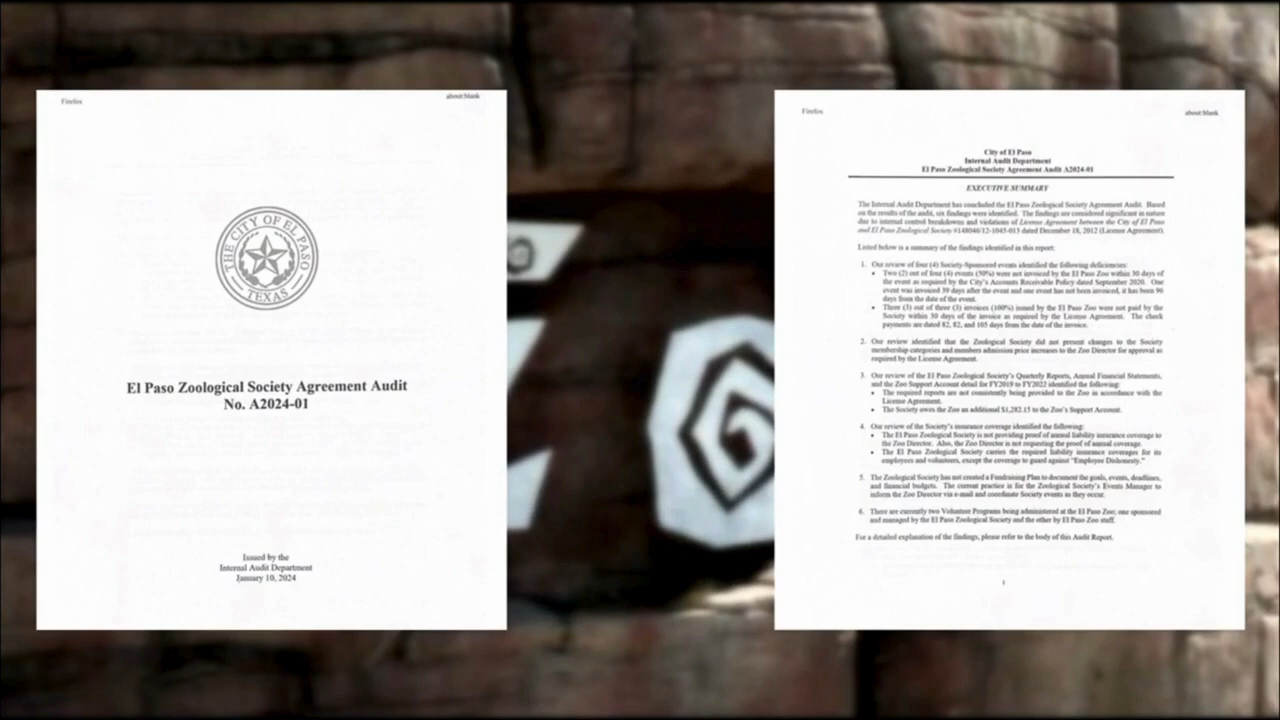 Firefox
about:blank
THE CITY OF EL PASO
TEXAS
El Paso Zoological Society Agreement Audit
No. A2024-01
Issued by the
Internal Audit Department
January 10, 2024
Firefox
about:blank
City of El Paso
Internal Audit Department
El Paso Zoological Society Agreement Audit A2024-01
EXECUTIVE SUMMARY
The Internal Audit Department has concluded the El Paso Zoological Society Agreement Audit. Based
on the results of the audit, six findings were identified. The findings are considered significant in nature
due to internal control breakdowns and violations of License Agreement between the City of El Paso
and El Paso Zoological Society #148046/12-1045-013 dated December 18, 2012 (License Agreement).
Listed below is a summary of the findings identified in this report:
1. Our review of four (4) Society-Sponsored events identified the following deficiencies:
• Two (2) out of four (4) events (50%) were not invoiced by the El Paso Zoo within 30 days of
the event as required by the City's Accounts Receivable Policy dated September 2020. One
event was invoiced 39 days after the event and one event has not been invoiced, it has been 96
days from the date of the event.
• Three (3) out of three (3) invoices (100%) issued by the El Paso Zoo were not paid by the
Society within 30 days of the invoice as required by the License Agreement. The check
payments are dated 82, 82, and 105 days from the date of the invoice.
2. Our review identified that the Zoological Society did not present changes to the Society
membership categories and members admission price increases to the Zoo Director for approval as
required by the License Agreement.
3. Our review of the El Paso Zoological Society's Quarterly Reports, Annual Financial Statements,
and the Zoo Support Account detail for FY2019 to FY2022 identified the following:
• The required reports are not consistently being provided to the Zoo in accordance with the
License Agreement.
• The Society owes the Zoo an additional $1,282.15 to the Zoo's Support Account.
4. Our review of the Society's insurance coverage identified the following:
• The El Paso Zoological Society is not providing proof of annual liability insurance coverage to
the Zoo Director. Also, the Zoo Director is not requesting the proof of annual coverage.
• The El Paso Zoological Society carries the required liability insurance coverages for its
employees and volunteers, except the coverage to guard against "Employee Dishonesty."
5. The Zoological Society has not created a Fundraising Plan to document the goals, events, deadlines,
and financial budgets. The current practice is for the Zoological Society's Events Manager to
inform the Zoo Director via e-mail and coordinate Society events as they occur.
6. There are currently two Volunteer Programs being administered at the El Paso Zoo; one sponsored
and managed by the El Paso Zoological Society and the other by El Paso Zoo staff.
For a detailed explanation of the findings, please refer to the body of this Audit Report.
1